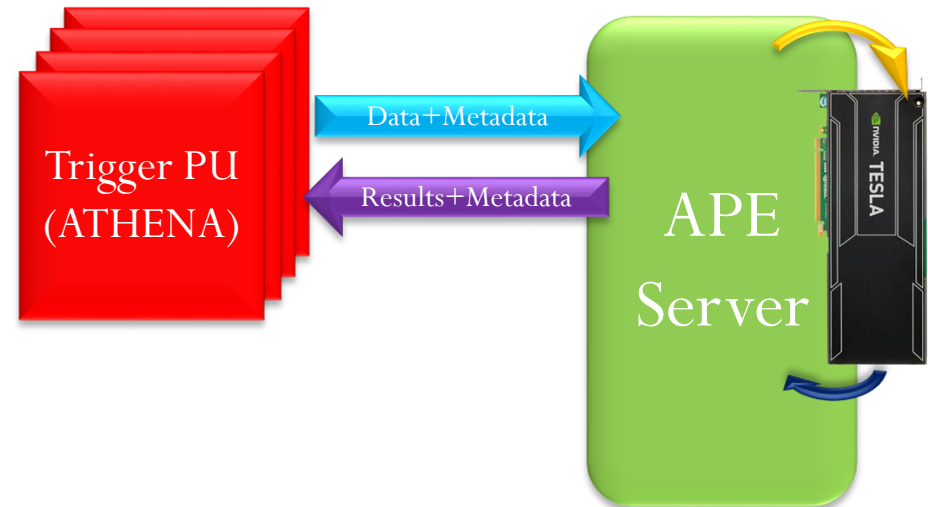 Trigger PU
(ATHENA)
Data+Metadata
Results+Metadata
APE
Server
NVIDIA.
TESLA